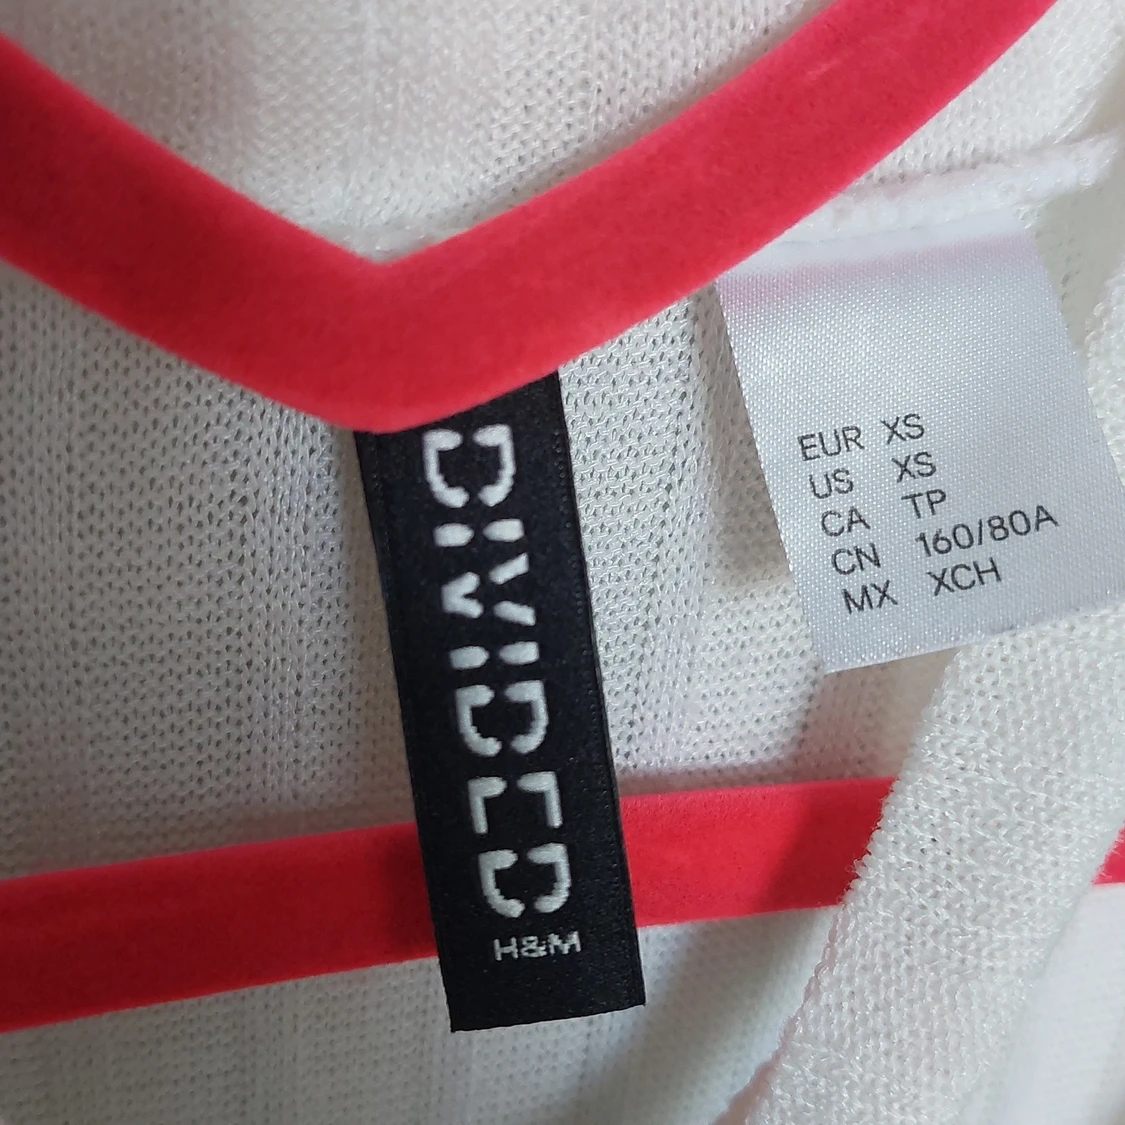 DIVIDED
H&M
EUR XS
US XS
CA TP
CN 160/80A
MX XCH